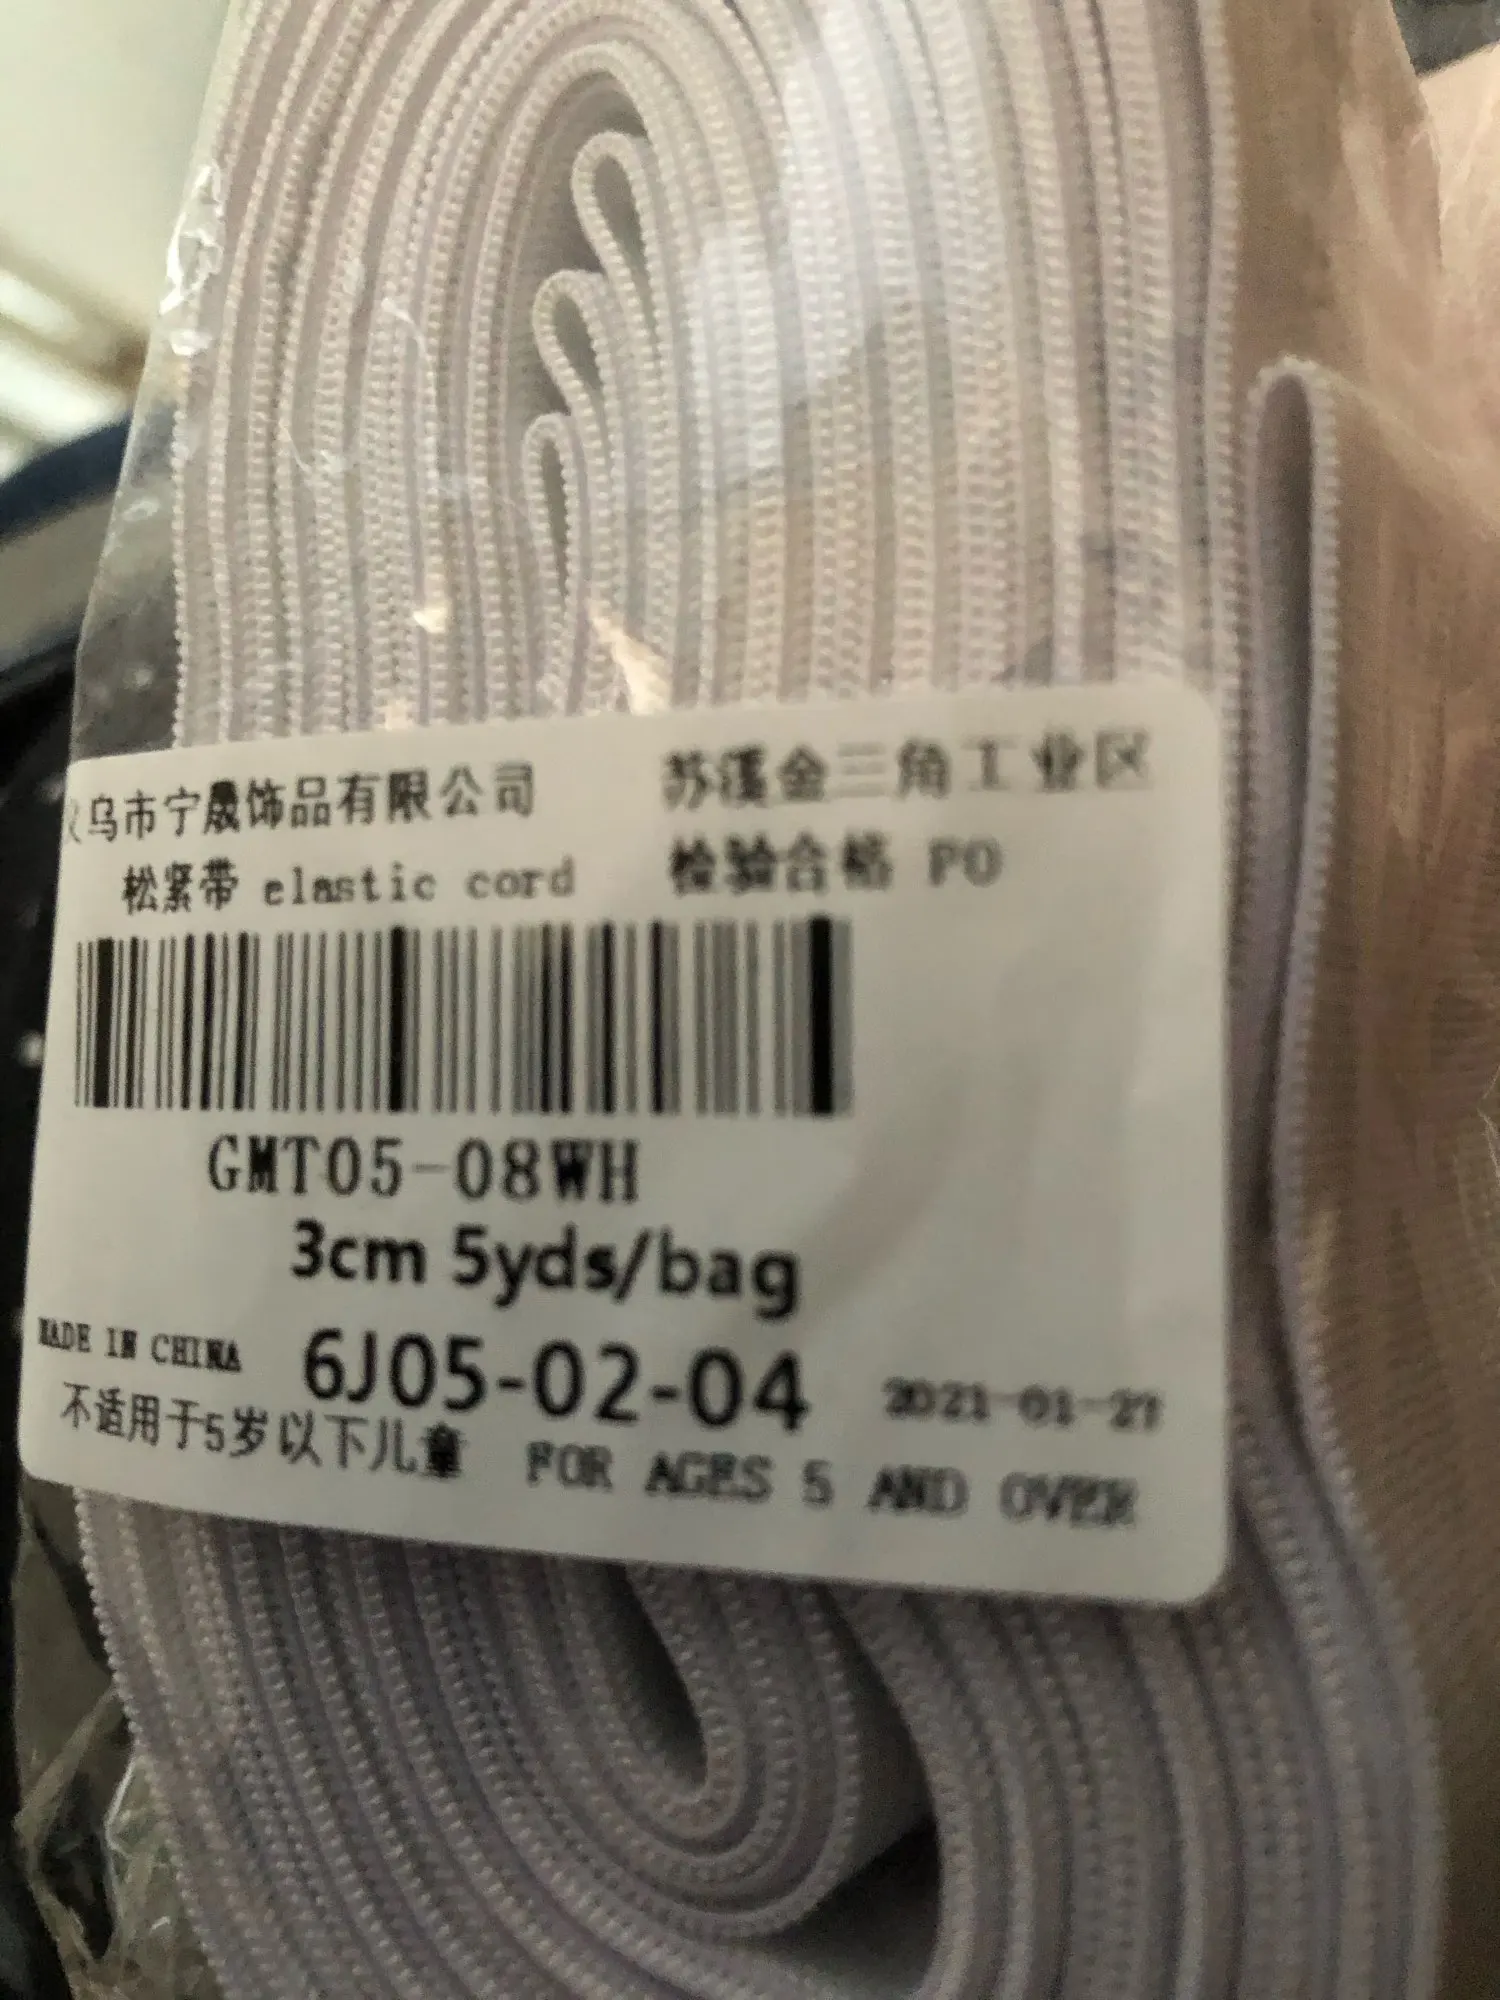 乌市宁晟饰品有限公司 苏溪金三角工业区
松紧带 elastic cord 检验合格 PO
GMT05-08WH
3cm 5yds/bag
MADE IN CHINA 6J05-02-04 2021-01-27
不适用于5岁以下儿童 FOR AGES 5 AND OVER